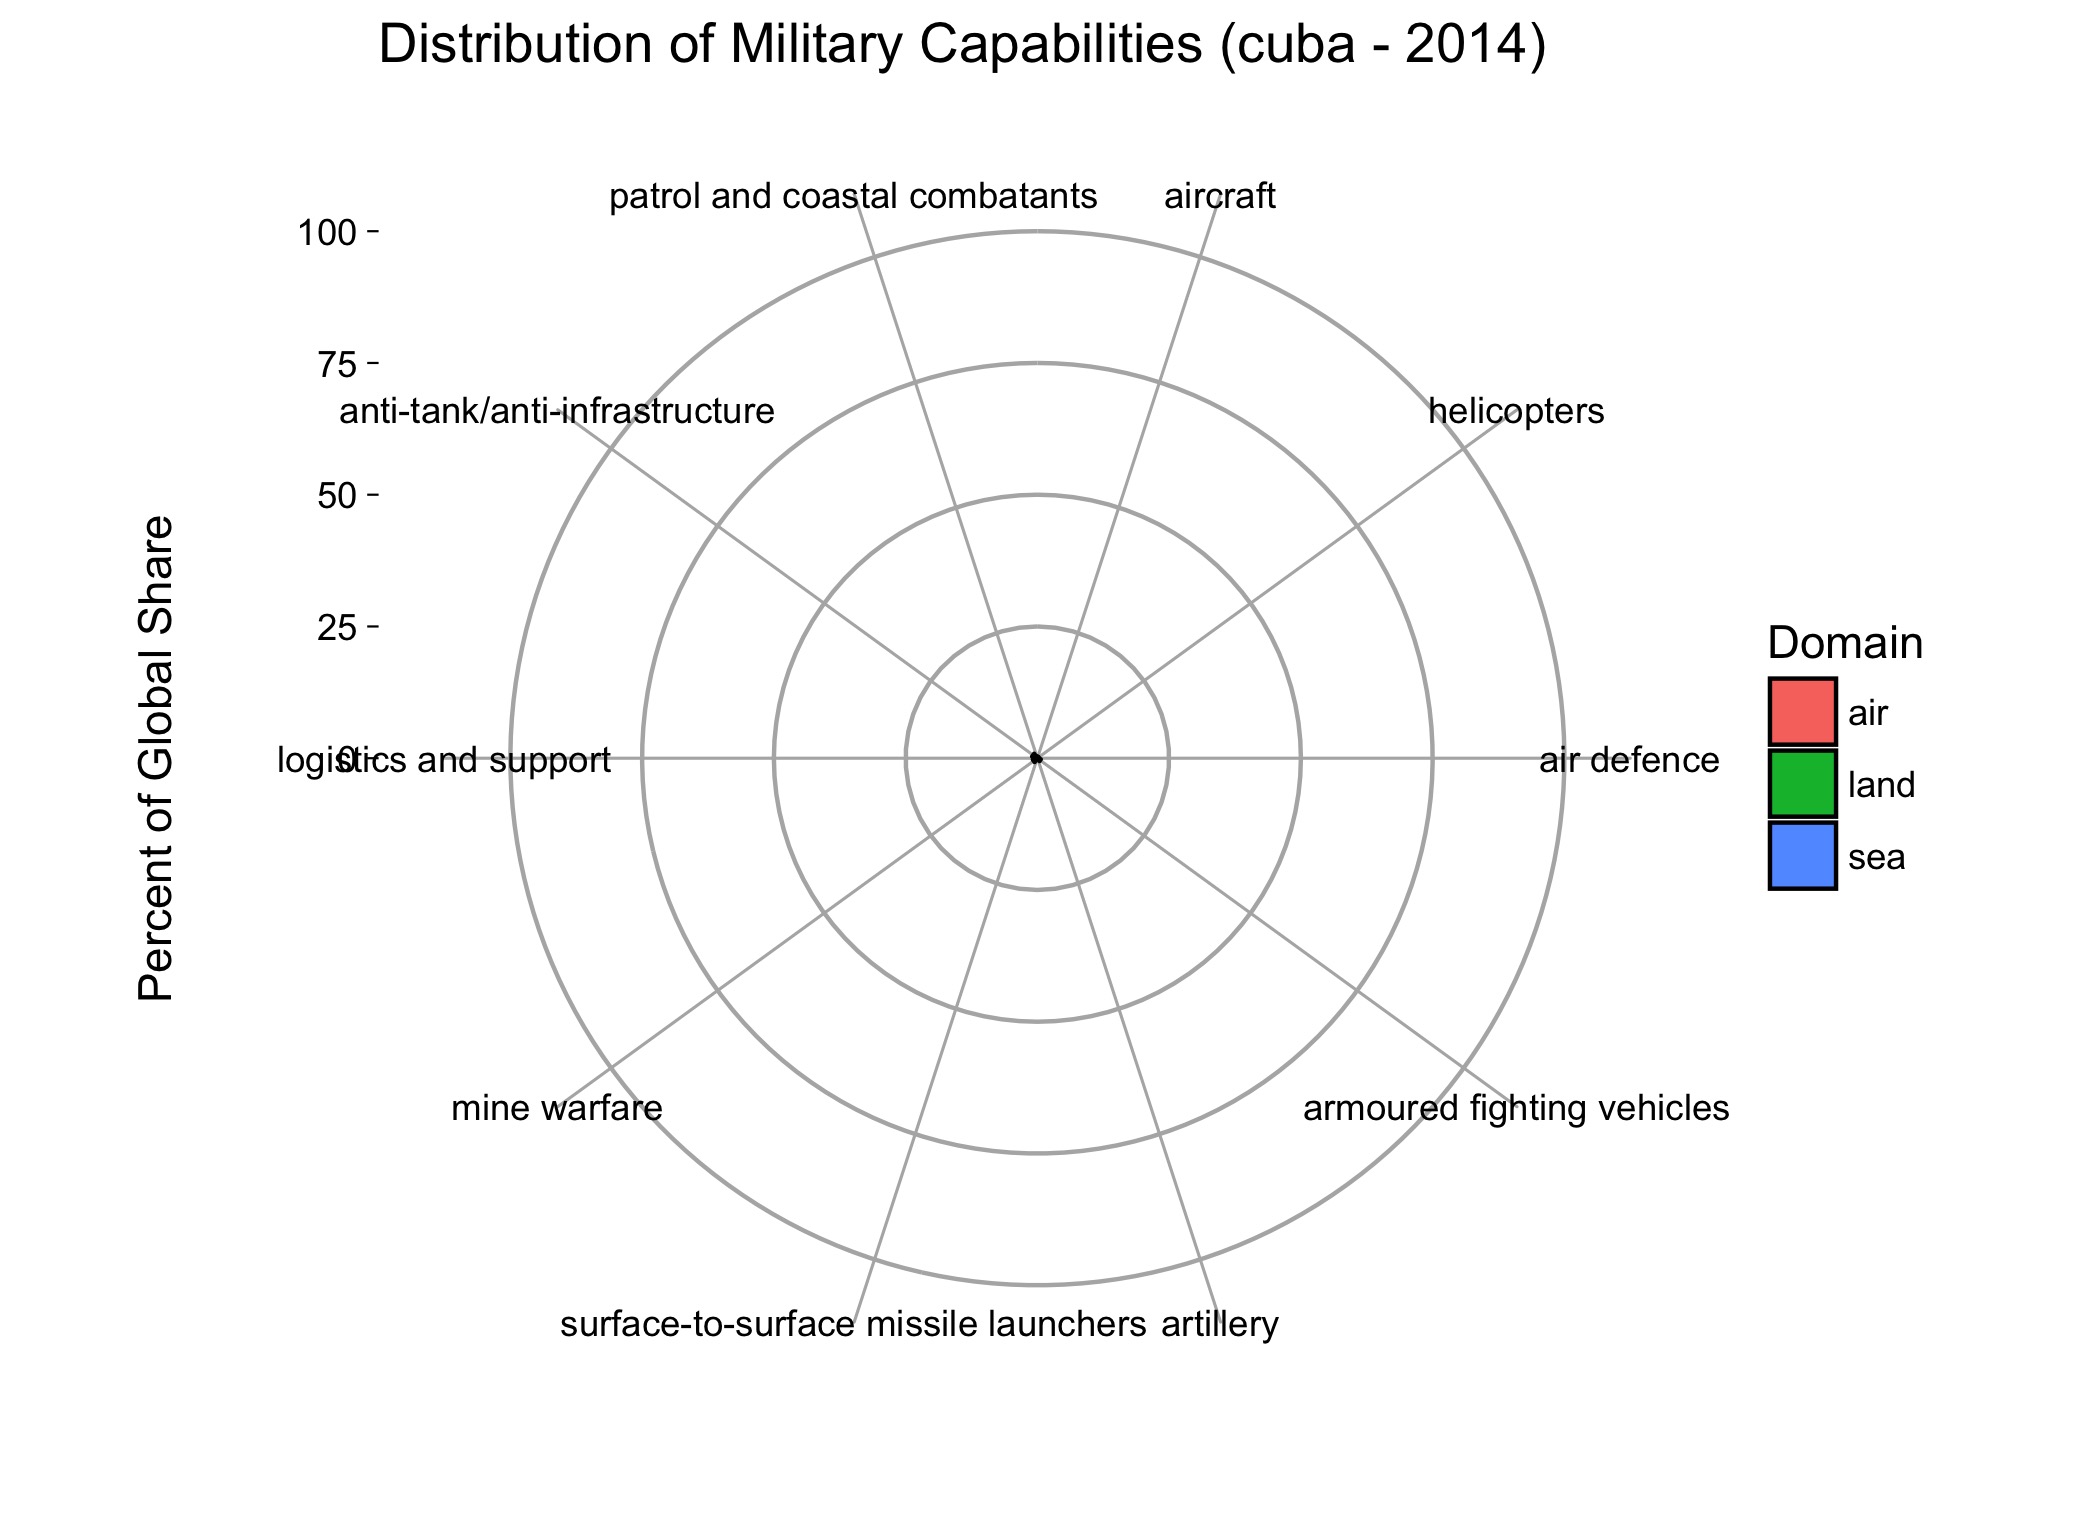 Distribution of Military Capabilities (cuba - 2014)
patrol and coastal combatants
aircraft
100
75
anti-tank/anti-infrastructure
helicopters
50
25
Percent of Global Share
logistics and support
0
air defence
Domain
air
land
sea
mine warfare
armoured fighting vehicles
surface-to-surface missile launchers
artillery